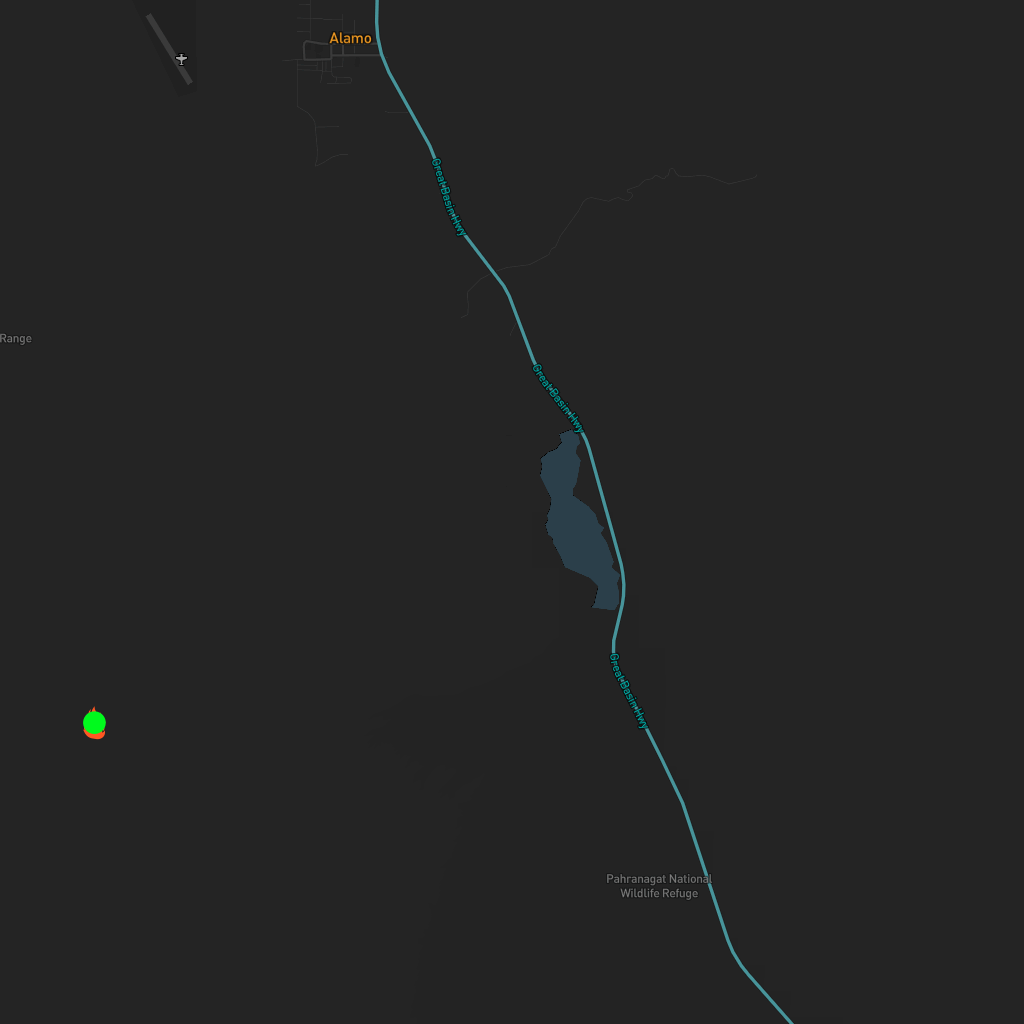 Alamo
Great Basin Hwy
Range
Great Basin Hwy
Great Basin Hwy
Pahranagat National
Wildlife Refuge